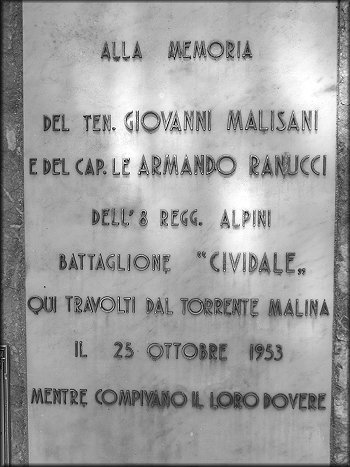 ALLA MEMORIA
DEL TEN. GIOVANNI MALISANI
E DEL CAP. LE ARMANDO RANUCCI
DELL'8 REGG. ALPINI
BATTAGLIONE "CIVIDALE„
QUI TRAVOLTI DAL TORRENTE MALINA
IL 25 OTTOBRE 1953
MENTRE COMPIVANO IL LORO DOVERE